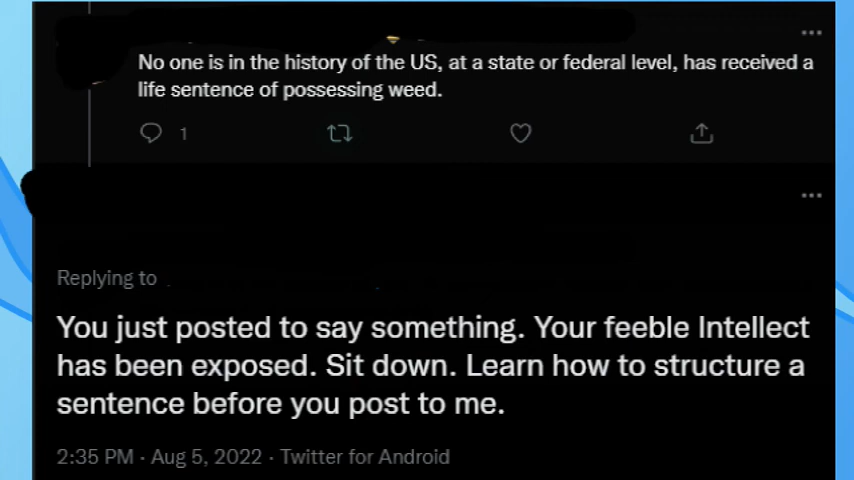 No one is in the history of the US, at a state or federal level, has received a
life sentence of possessing weed.
1
Replying to
You just posted to say something. Your feeble Intellect
has been exposed. Sit down. Learn how to structure a
sentence before you post to me.
2:35 PM · Aug 5, 2022 · Twitter for Android